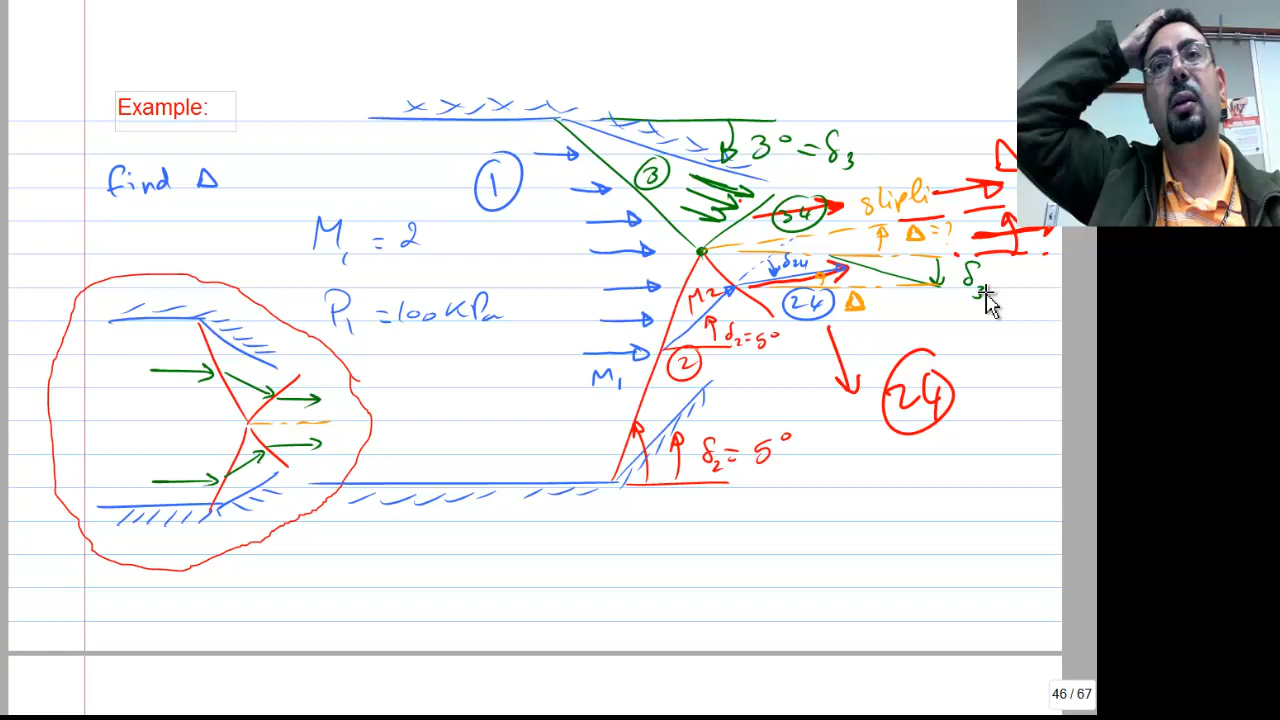 Example:
find Δ
M₁ = 2
P₁ = 100 KPa
1
3
3° = δ₃
34
slipli
Δ = ?
Δ
δ₃
δ24
24
Δ
M2
δ₂ = 5°
2
M₁
24
δ₂ = 5°
46 / 67